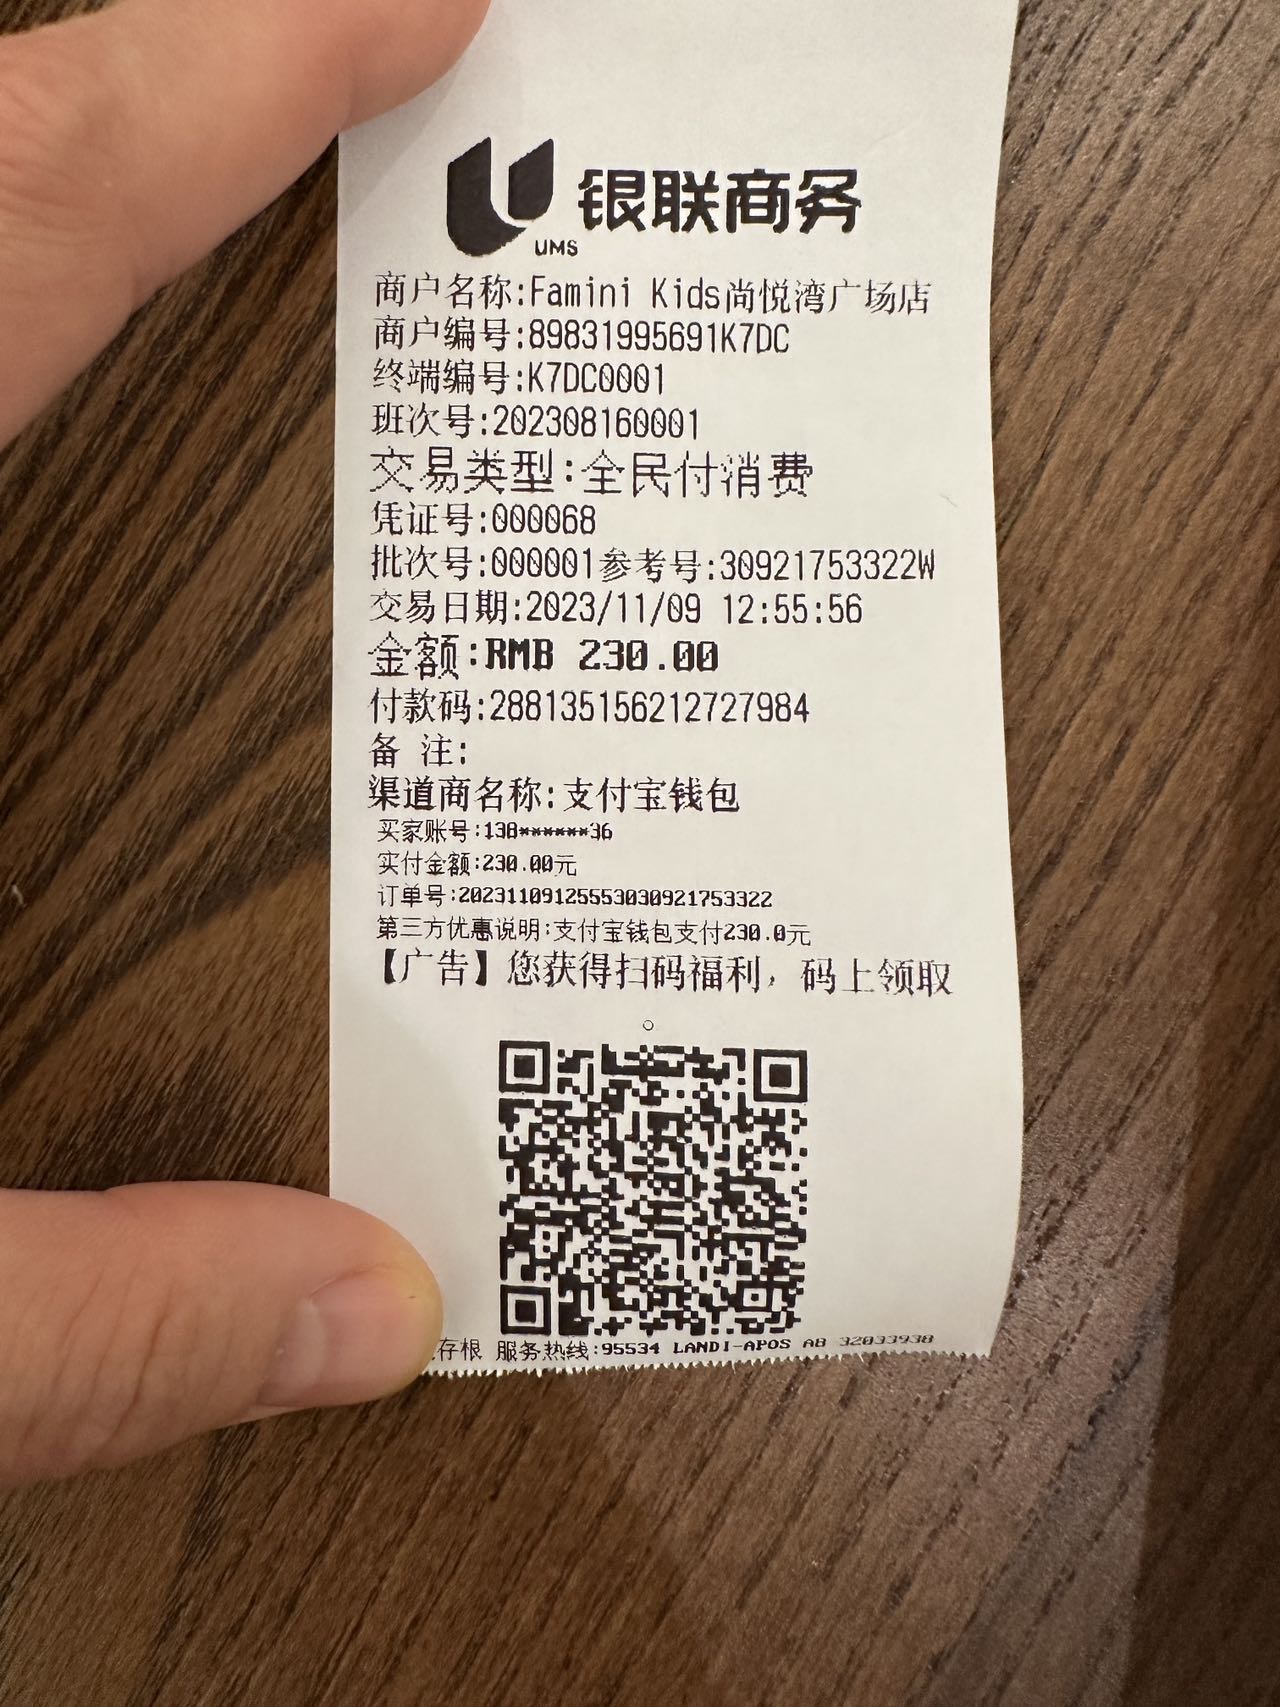 银联商务
UMS
商户名称:Famini Kids尚悦湾广场店
商户编号:89831995691K7DC
终端编号:K7DC0001
班次号:202308160001
交易类型:全民付消费
凭证号:000068
批次号:000001参考号:30921753322W
交易日期:2023/11/09 12:55:56
金额:RMB 230.00
付款码:288135156212727984
备 注:
渠道商名称:支付宝钱包
买家账号:138******36
实付金额:230.00元
订单号:20231109125553030921753322
第三方优惠说明:支付宝钱包支付230.0元
【广告】您获得扫码福利，码上领取
。
存根 服务热线:95534 LANDI-APOS AB 32033938